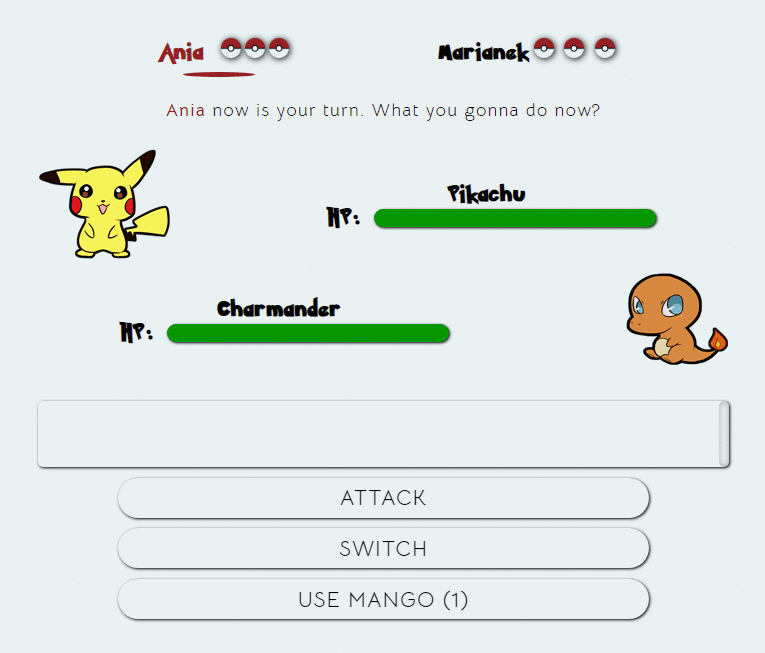 Ania Marianek
Ania now is your turn. What you gonna do now?
Pikachu
HP:
Charmander
HP:
ATTACK
SWITCH
USE MANGO (1)